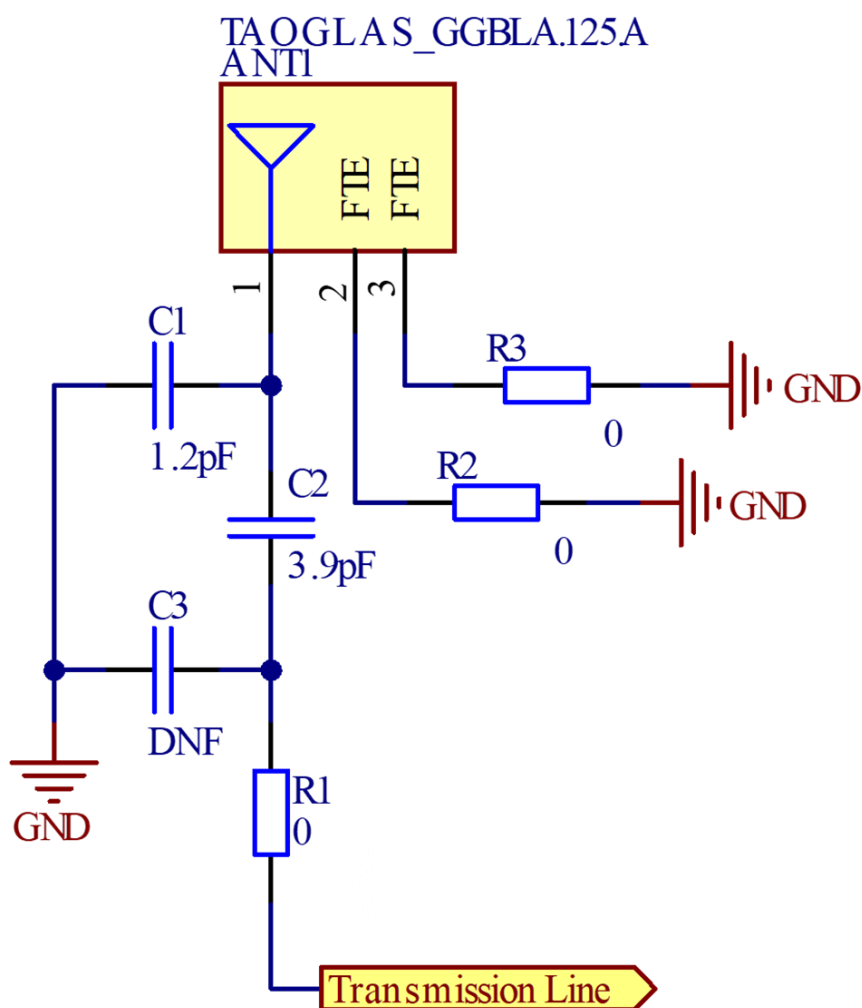 TAOGLAS_GGBLA.125.A
ANT1
FTE
FTE
1
2
3
C1
1.2pF
R3
0
GND
C2
3.9pF
R2
0
GND
C3
DNF
GND
R1
0
Transmission Line